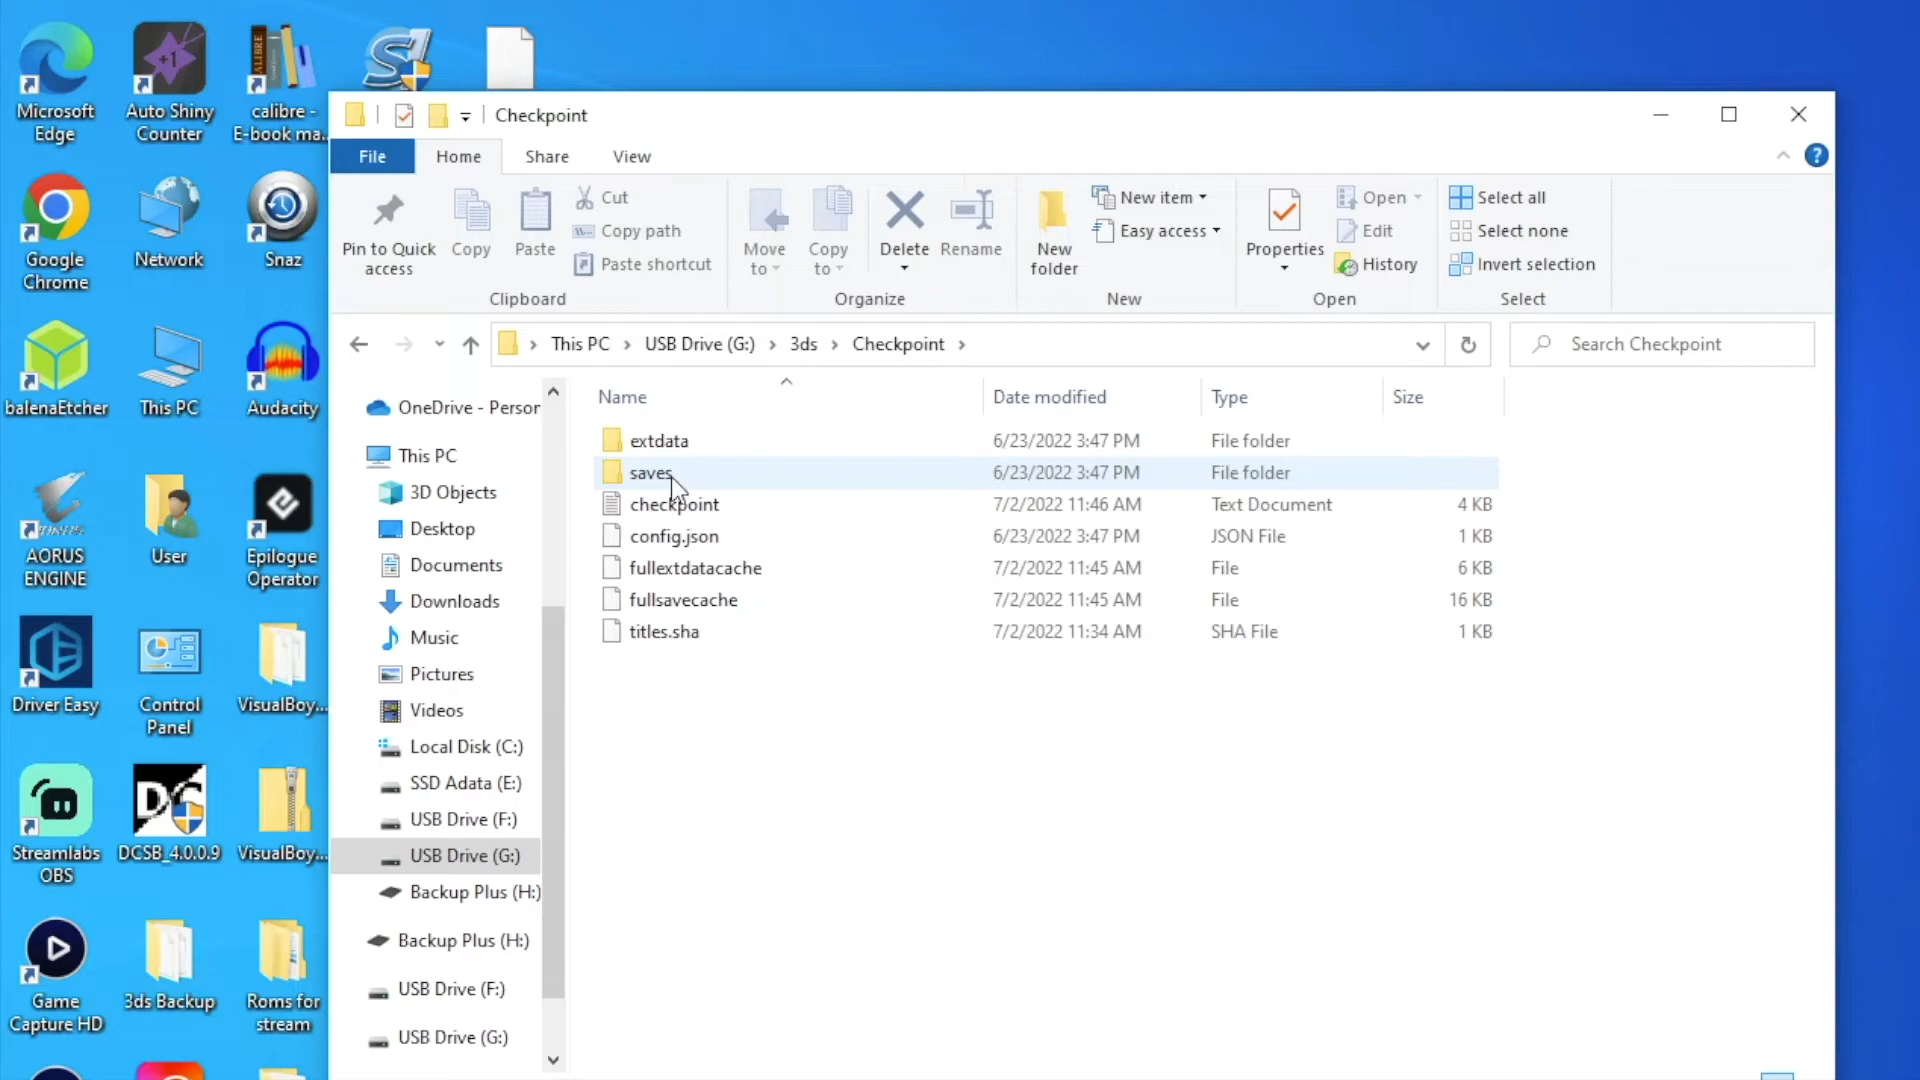 Microsoft
Edge
Auto Shiny
Counter
calibre -
E-book ma...
Google
Chrome
Network
Snaz
balenaEtcher
This PC
Audacity
AORUS
ENGINE
User
Epilogue
Operator
Driver Easy
Control
Panel
VisualBoy...
Streamlabs
OBS
DCSB_4.0.0.9
VisualBoy...
Game
Capture HD
3ds Backup
Roms for
stream
Checkpoint
File
Home
Share
View
Pin to Quick
access
Copy
Paste
Cut
Copy path
Paste shortcut
Clipboard
Move
to
Copy
to
Delete
Rename
Organize
New
folder
New item
Easy access
New
Properties
Open
Edit
History
Open
Select all
Select none
Invert selection
Select
This PC > USB Drive (G:) > 3ds > Checkpoint >
Search Checkpoint
OneDrive - Person
This PC
3D Objects
Desktop
Documents
Downloads
Music
Pictures
Videos
Local Disk (C:)
SSD Adata (E:)
USB Drive (F:)
USB Drive (G:)
Backup Plus (H:)
Backup Plus (H:)
USB Drive (F:)
USB Drive (G:)
Name Date modified Type Size
extdata 6/23/2022 3:47 PM File folder
saves 6/23/2022 3:47 PM File folder
checkpoint 7/2/2022 11:46 AM Text Document 4 KB
config.json 6/23/2022 3:47 PM JSON File 1 KB
fullextdatacache 7/2/2022 11:45 AM File 6 KB
fullsavecache 7/2/2022 11:45 AM File 16 KB
titles.sha 7/2/2022 11:34 AM SHA File 1 KB